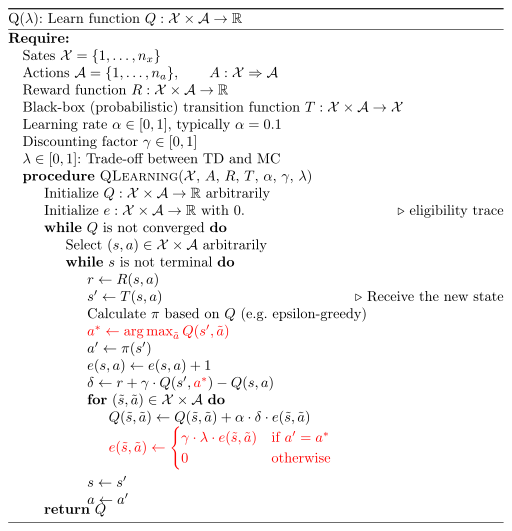 Q(λ): Learn function Q : 𝒳 × 𝒜 → ℝ
Require:
Sates 𝒳 = {1, . . . , nₓ}
Actions 𝒜 = {1, . . . , nₐ}, A : 𝒳 ⇒ 𝒜
Reward function R : 𝒳 × 𝒜 → ℝ
Black-box (probabilistic) transition function T : 𝒳 × 𝒜 → 𝒳
Learning rate α ∈ [0, 1], typically α = 0.1
Discounting factor γ ∈ [0, 1]
λ ∈ [0, 1]: Trade-off between TD and MC
procedure QLearning(𝒳, A, R, T, α, γ, λ)
Initialize Q : 𝒳 × 𝒜 → ℝ arbitrarily
Initialize e : 𝒳 × 𝒜 → ℝ with 0. ▷ eligibility trace
while Q is not converged do
Select (s, a) ∈ 𝒳 × 𝒜 arbitrarily
while s is not terminal do
r ← R(s, a)
s′ ← T(s, a) ▷ Receive the new state
Calculate π based on Q (e.g. epsilon-greedy)
a* ← arg max_ã Q(s′, ã)
a′ ← π(s′)
e(s, a) ← e(s, a) + 1
δ ← r + γ · Q(s′, a*) − Q(s, a)
for (s̃, ã) ∈ 𝒳 × 𝒜 do
Q(s̃, ã) ← Q(s̃, ã) + α · δ · e(s̃, ã)
e(s̃, ã) ← { γ · λ · e(s̃, ã) if a′ = a*
0 otherwise
s ← s′
a ← a′
return Q